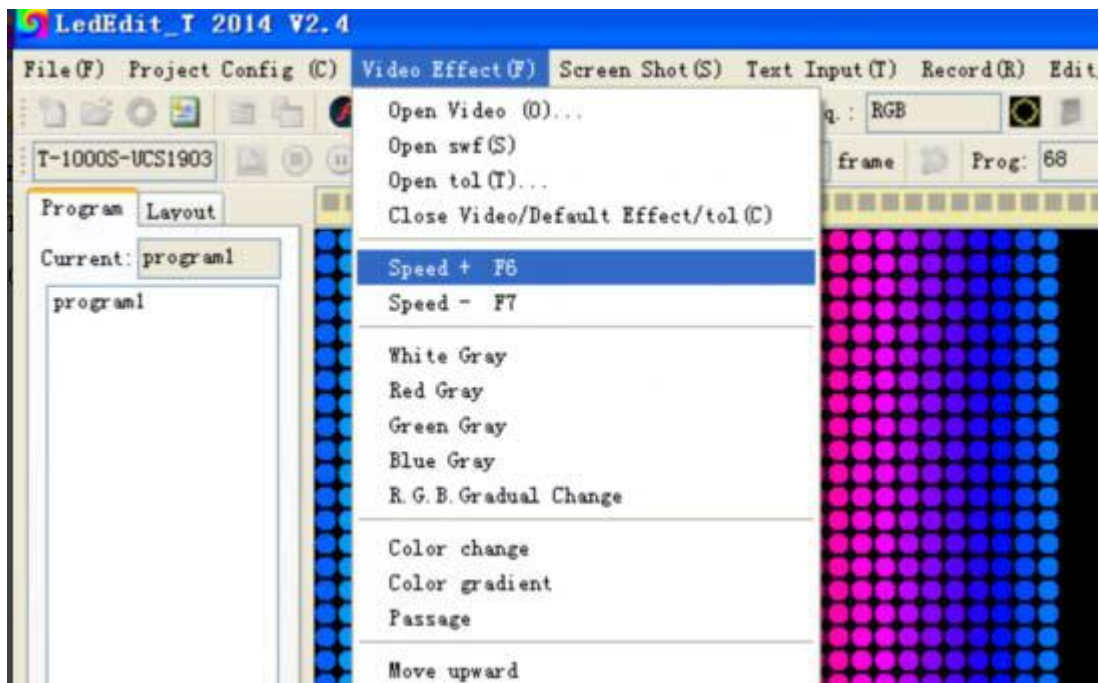 LedEdit_T 2014 V2.4
File(F) Project Config (C) Video Effect(F) Screen Shot(S) Text Input(T) Record(R) Edit
Open Video (O)...
q.: RGB
Open swf(S)
T-1000S-UCS1903
frame Prog: 68
Open tol(T)...
Program Layout
Close Video/Default Effect/tol(C)
Current: program1
Speed + F6
program1
Speed - F7
White Gray
Red Gray
Green Gray
Blue Gray
R.G.B.Gradual Change
Color change
Color gradient
Passage
Move upward